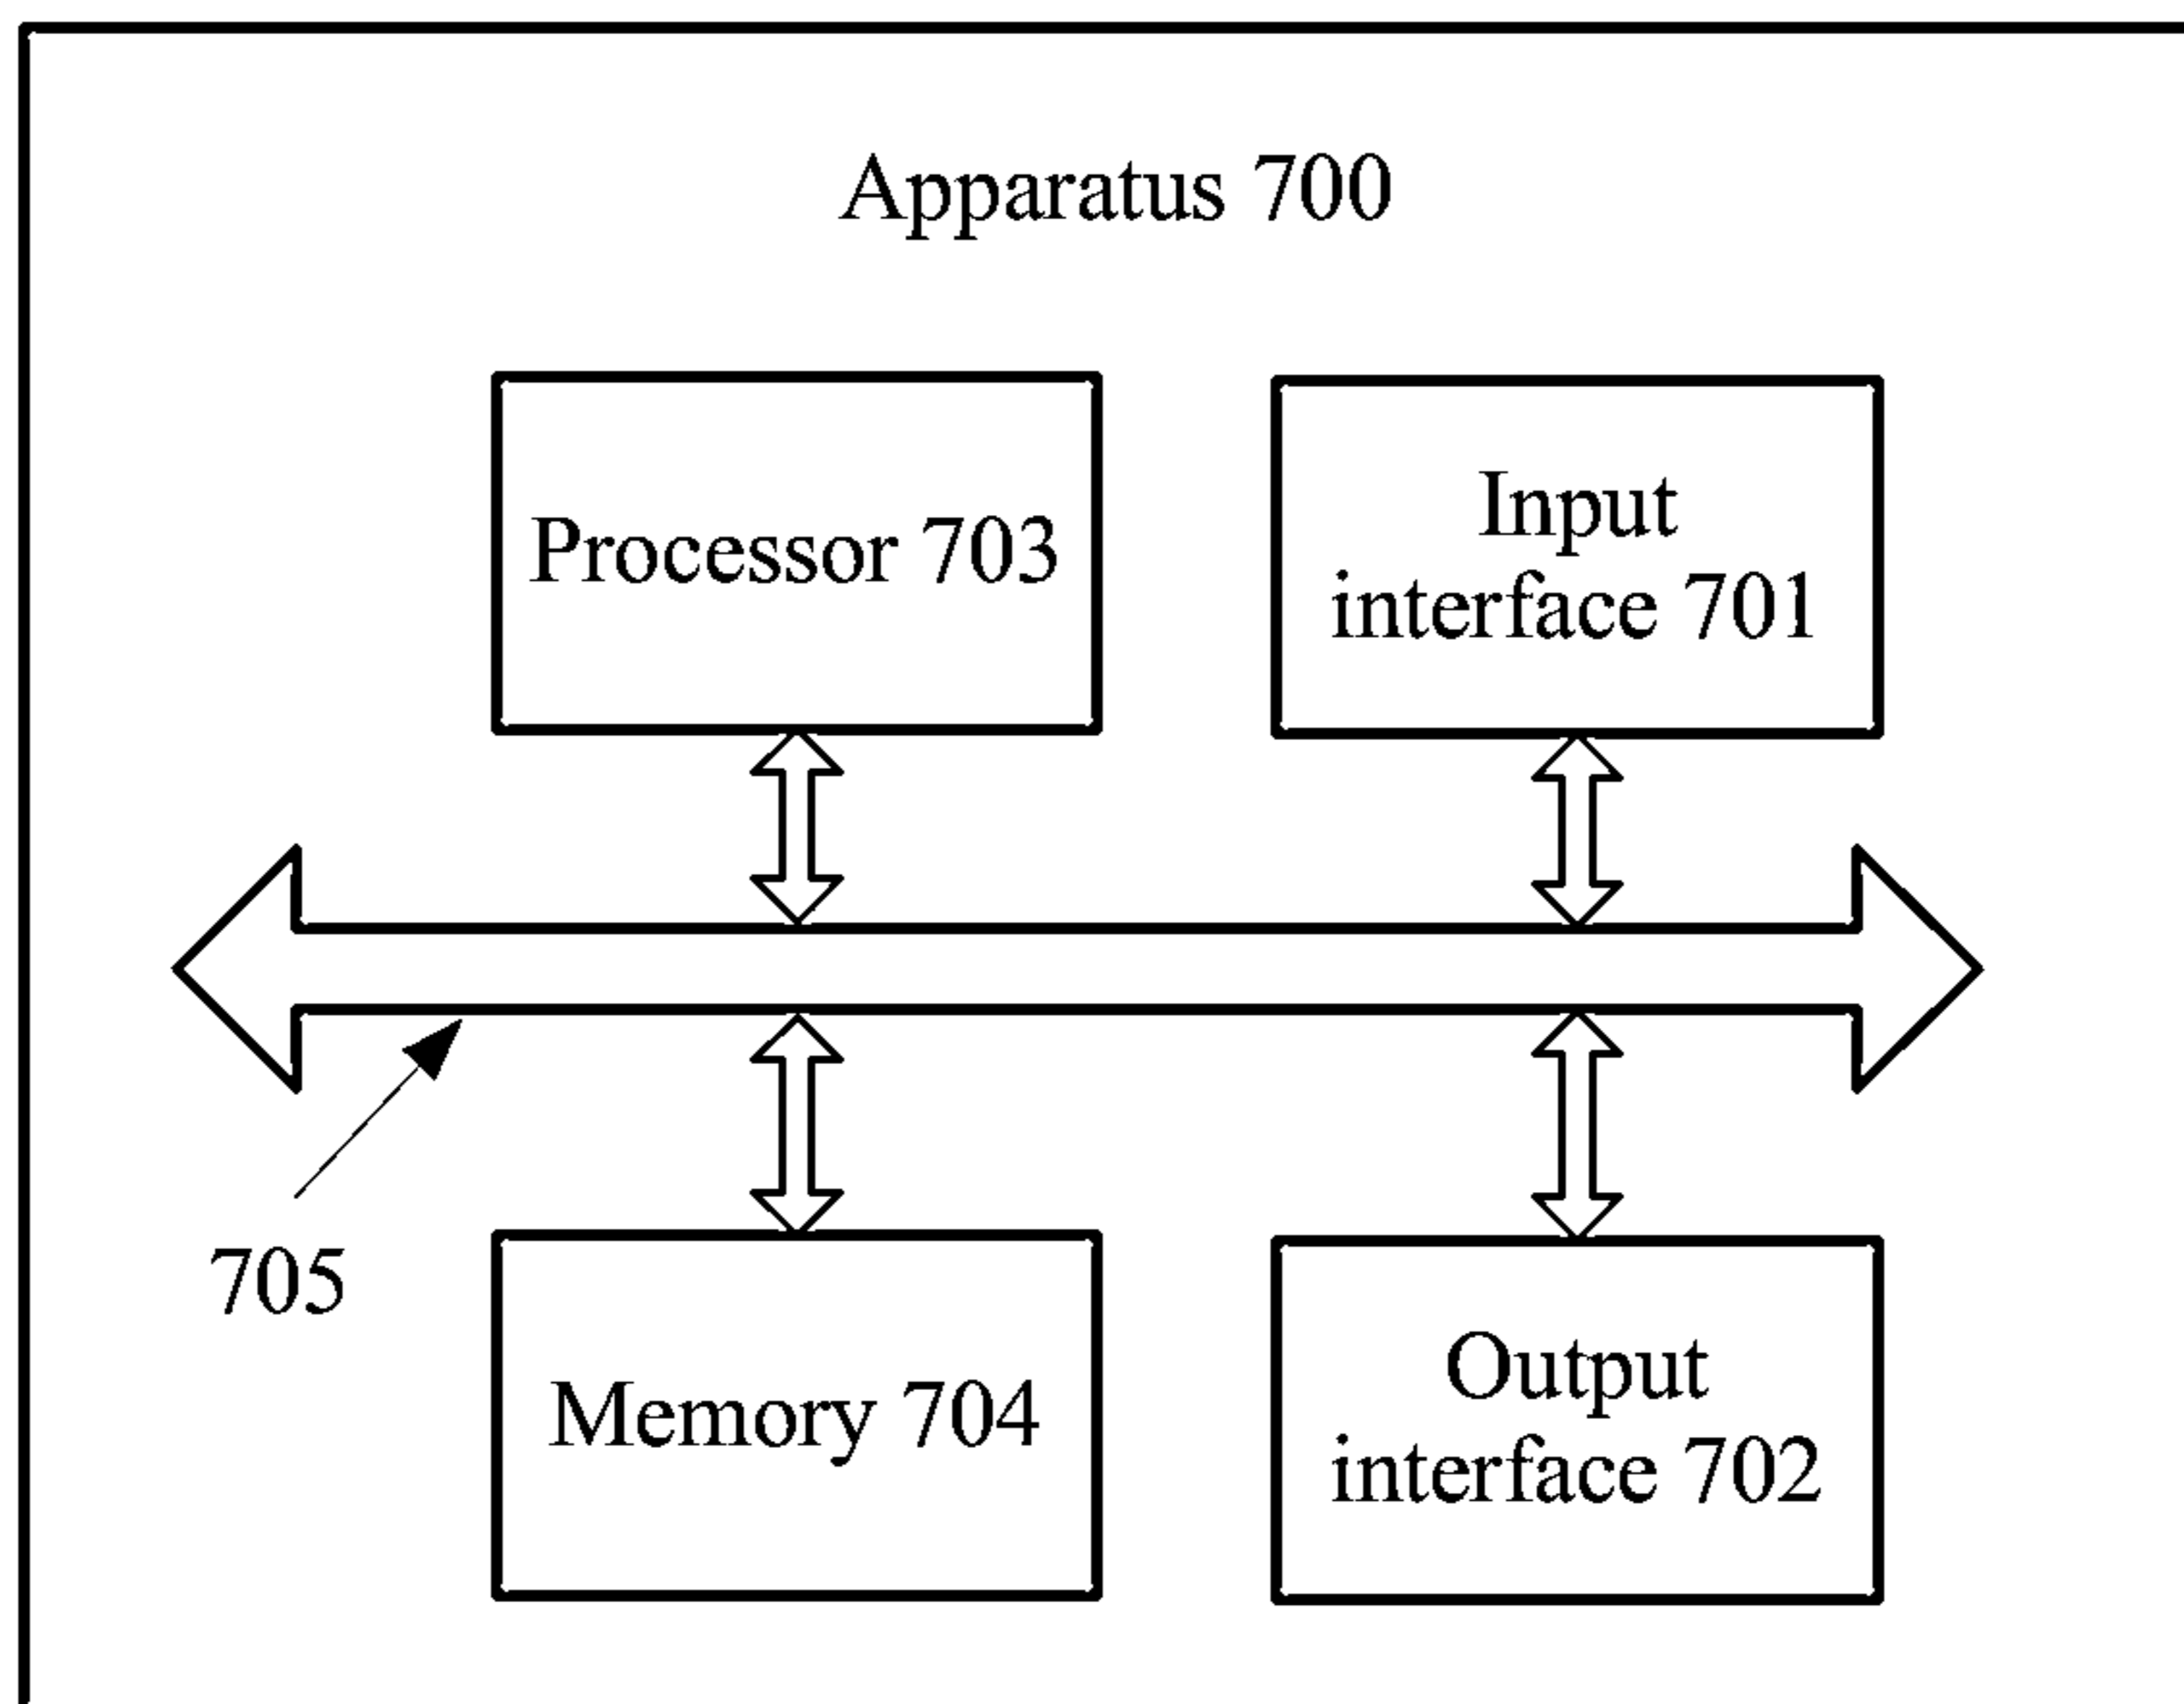 Apparatus 700
Processor 703
Input
interface 701
705
Memory 704
Output
interface 702